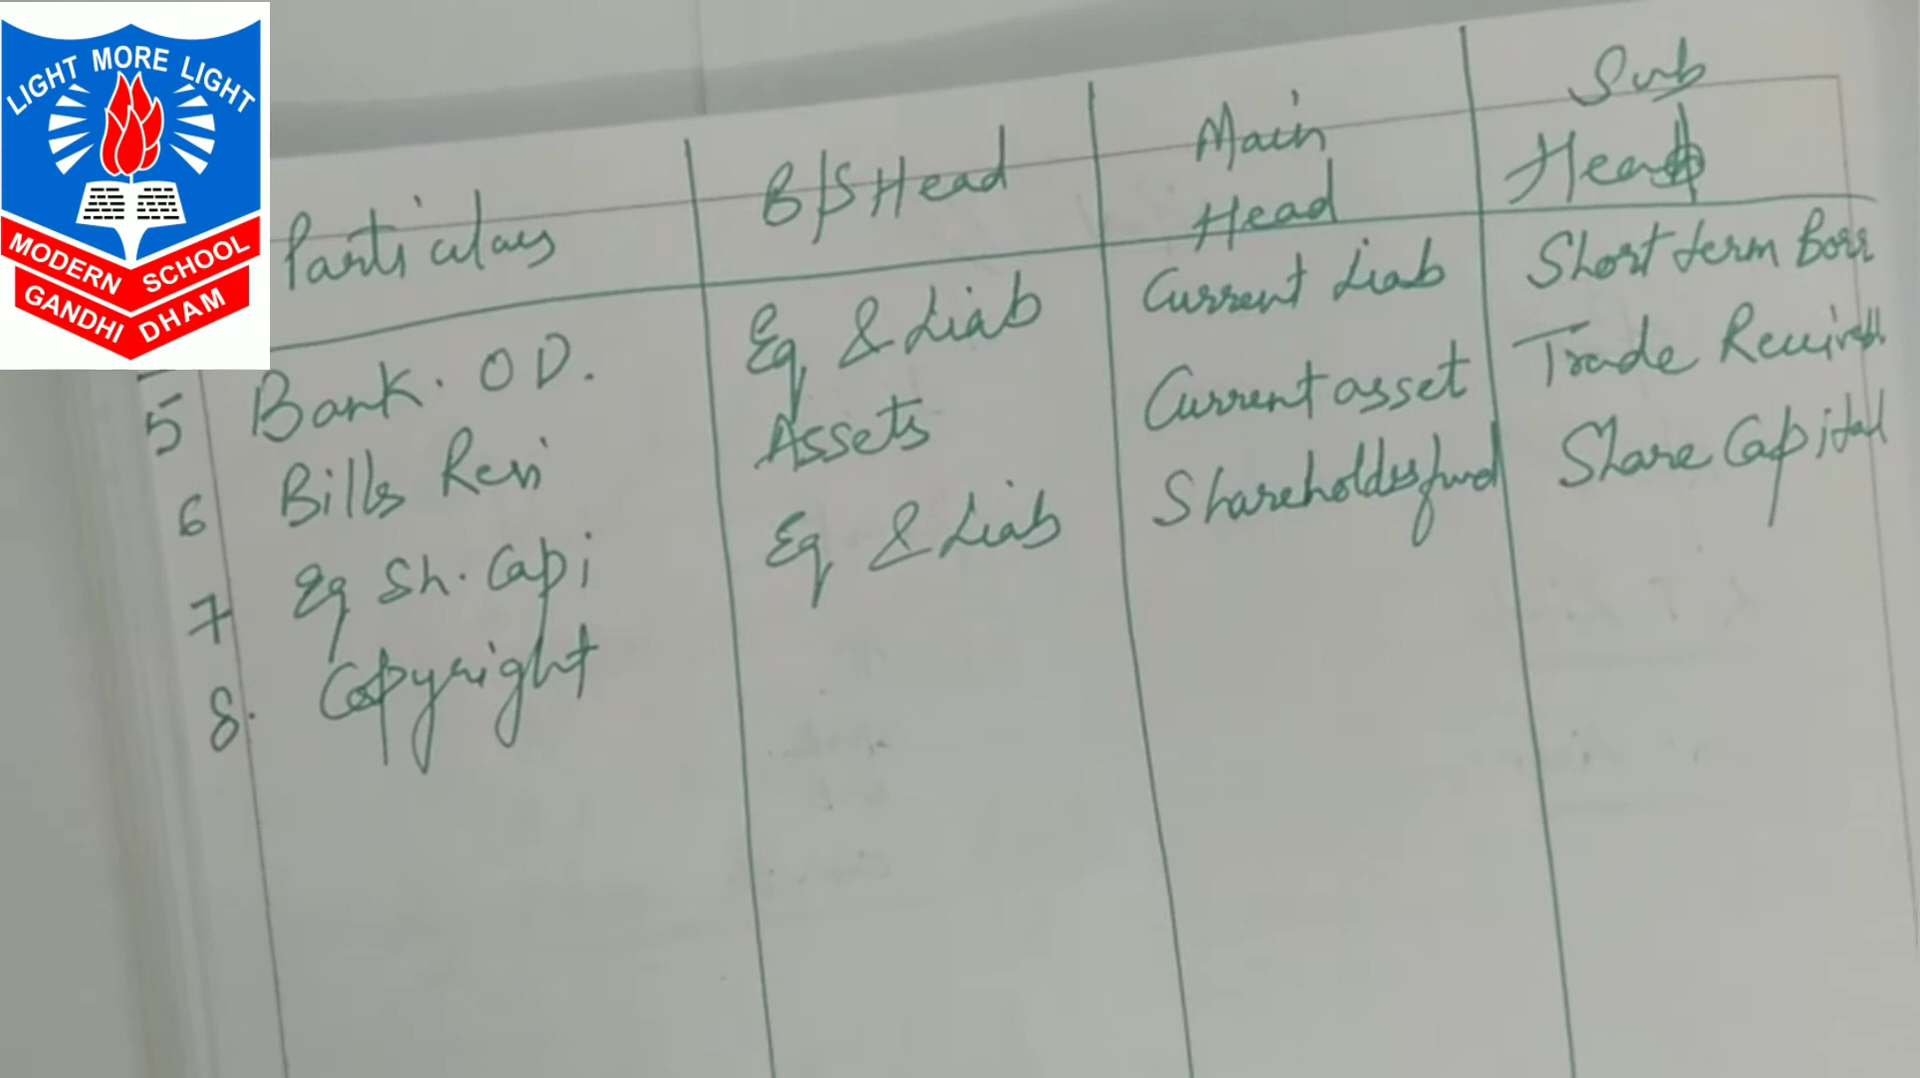 LIGHT MORE LIGHT
MODERN SCHOOL
GANDHI DHAM
Particulars B/S Head Main Head Sub Head
5 Bank. OD. Eq & Liab Current Liab Short term Borr
6 Bills Reci Assets Current asset Trade Receivabl.
7 Eq Sh. Capi Eq & Liab Shareholders fund Share Capital
8. Copyright